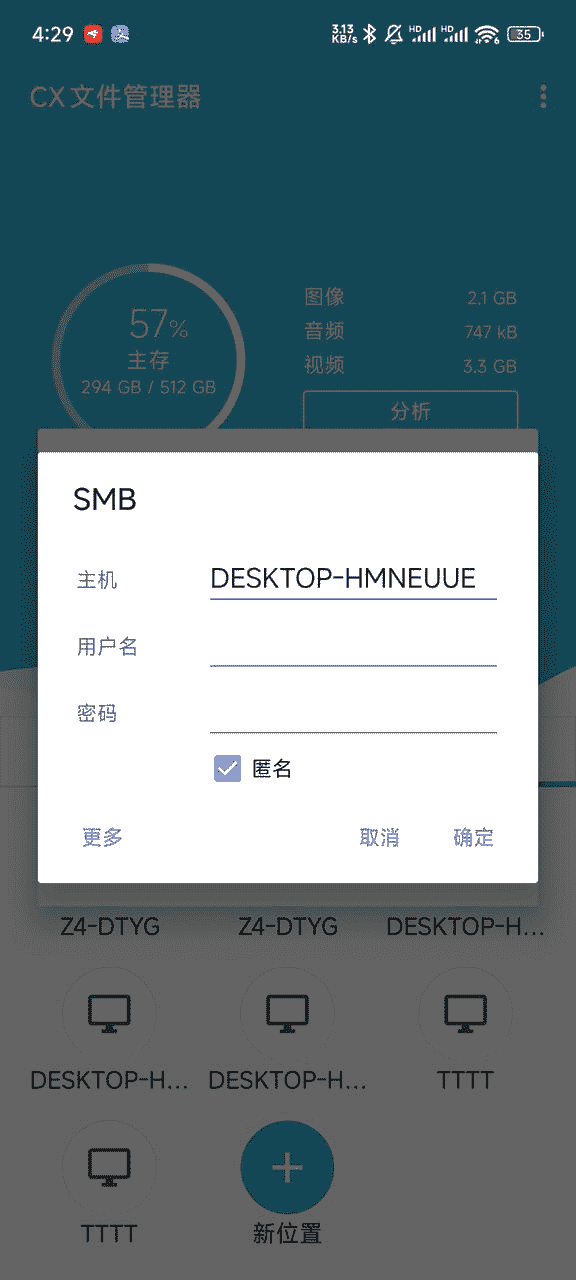 4:29 3.13 KB/s HD HD 6 35
CX 文件管理器
57%
主存
294 GB / 512 GB
图像 2.1 GB
音频 747 kB
视频 3.3 GB
分析
SMB
主机 DESKTOP-HMNEUUE
用户名
密码
匿名
更多 取消 确定
Z4-DTYG Z4-DTYG DESKTOP-H...
DESKTOP-H... DESKTOP-H... TTTT
TTTT 新位置